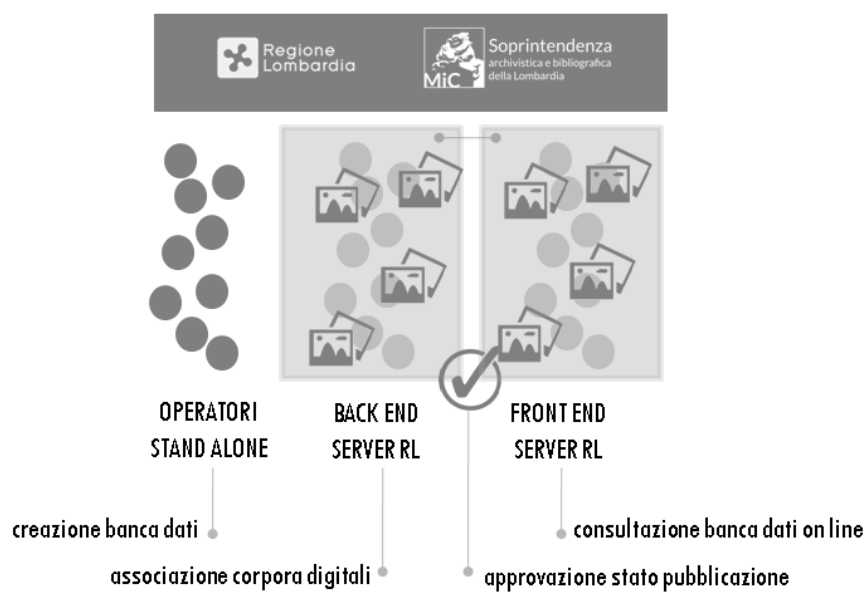 Regione
Lombardia
MiC
Soprintendenza
archivistica e bibliografica
della Lombardia
OPERATORI
STAND ALONE
BACK END
SERVER RL
FRONT END
SERVER RL
creazione banca dati
consultazione banca dati on line
associazione corpora digitali
approvazione stato pubblicazione